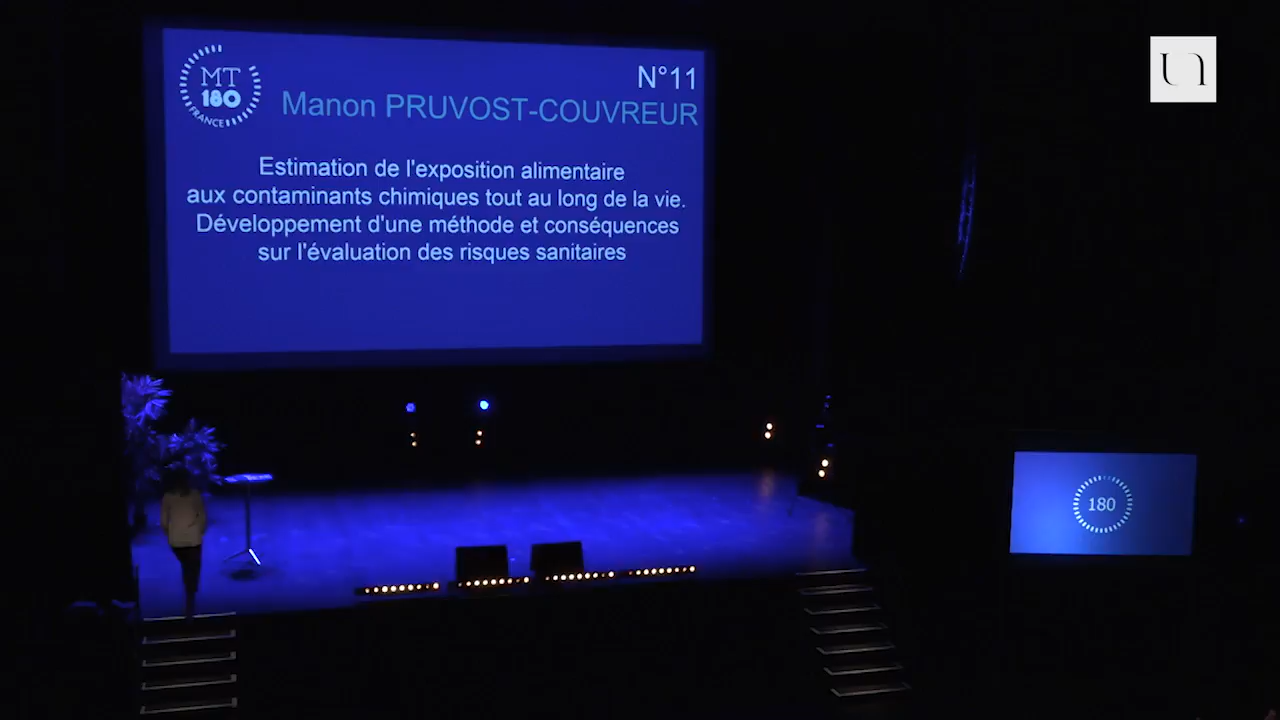 MT
180
FRANCE
N°11
Manon PRUVOST-COUVREUR
Estimation de l'exposition alimentaire
aux contaminants chimiques tout au long de la vie.
Développement d'une méthode et conséquences
sur l'évaluation des risques sanitaires
180